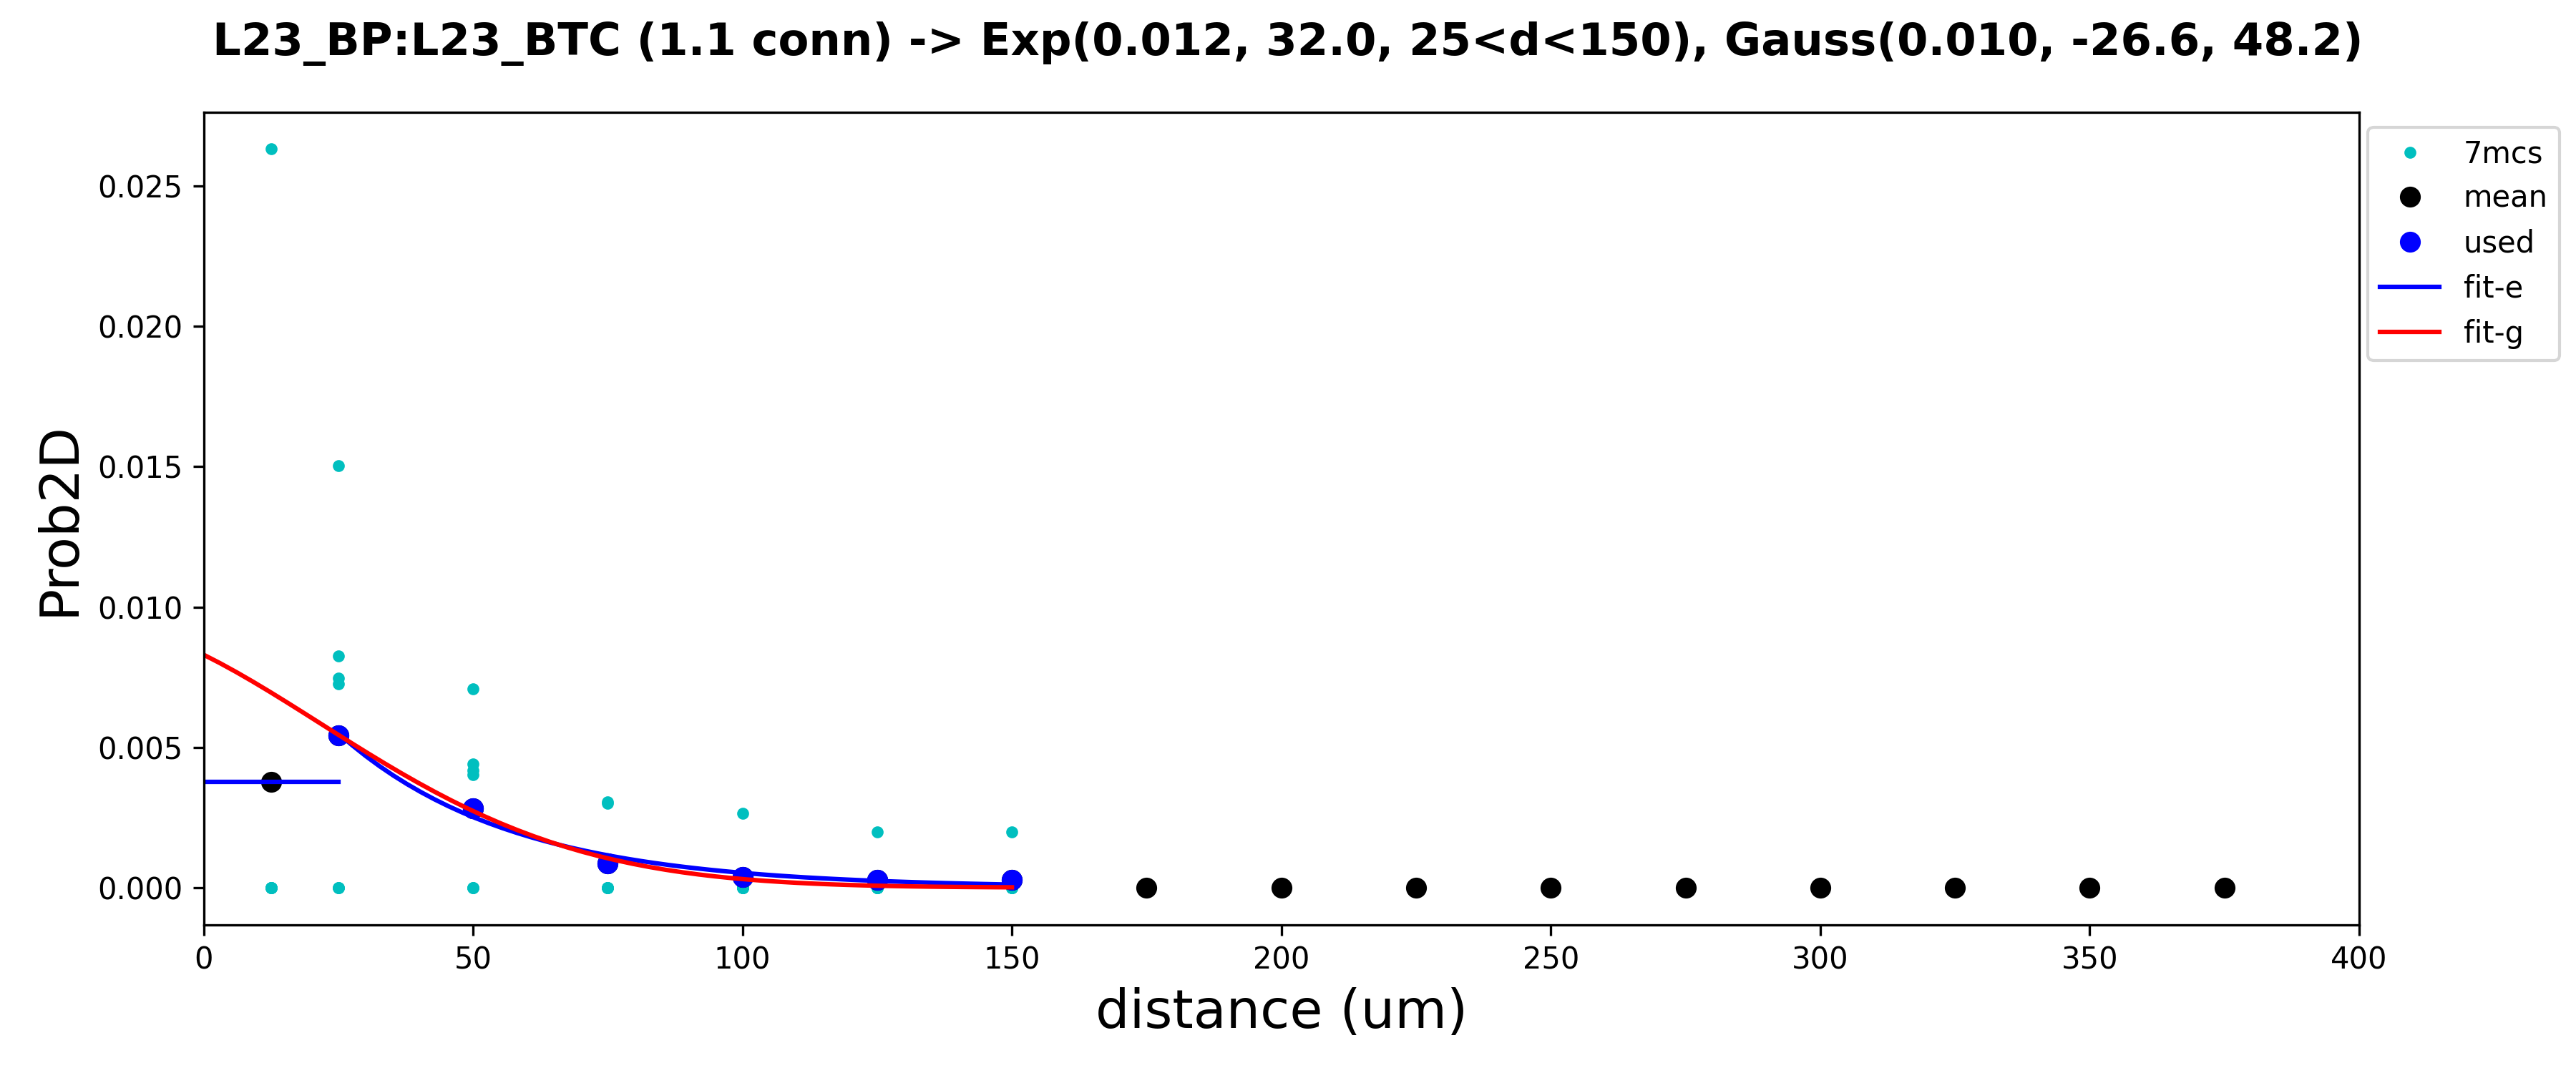 L23_BP:L23_BTC (1.1 conn) -> Exp(0.012, 32.0, 25<d<150), Gauss(0.010, -26.6, 48.2)
7mcs
mean
used
fit-e
fit-g
Prob2D
0.025
0.020
0.015
0.010
0.005
0.000
0 50 100 150 200 250 300 350 400
distance (um)